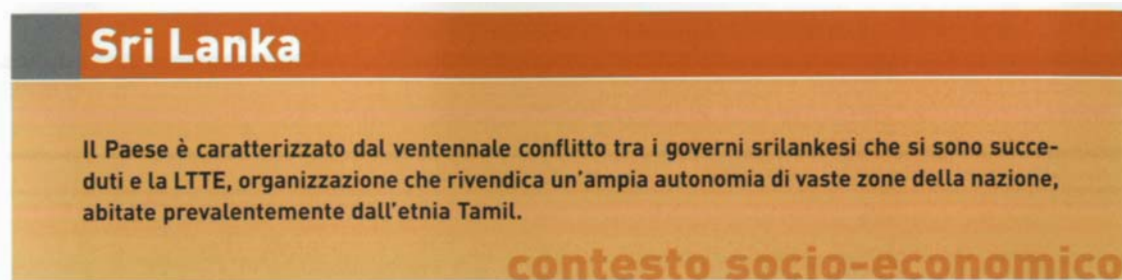 Sri Lanka
Il Paese è caratterizzato dal ventennale conflitto tra i governi srilankesi che si sono succe-
duti e la LTTE, organizzazione che rivendica un'ampia autonomia di vaste zone della nazione,
abitate prevalentemente dall'etnia Tamil.
contesto socio-economico